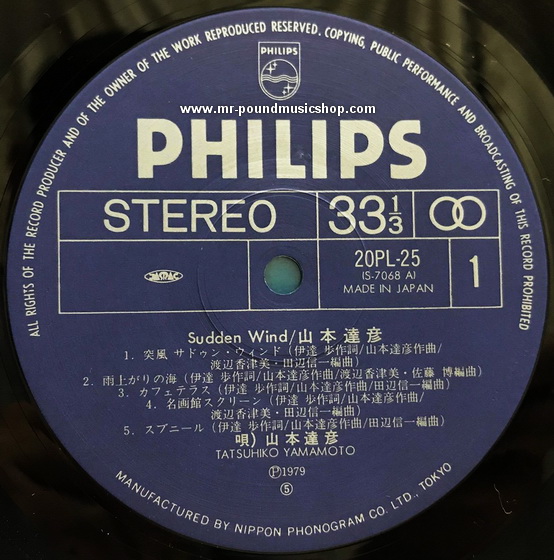 ALL RIGHTS OF THE RECORD PRODUCER AND OF THE OWNER OF THE WORK REPRODUCED RESERVED. COPYING, PUBLIC PERFORMANCE AND BROADCASTING OF THIS RECORD PROHIBITED
PHILIPS
www.mr-poundmusicshop.com
PHILIPS
STEREO 33 1/3
20PL-25
(S-7068 A)
MADE IN JAPAN
1
JASRAC
Sudden Wind/山本達彦
1. 突風 サドゥン・ウィンド(伊達 歩作詞/山本達彦作曲/
渡辺香津美・田辺信一編曲)
2. 雨上がりの海(伊達 歩作詞/山本達彦作曲/渡辺香津美・佐藤 博編曲)
3. カフェテラス(伊達 歩作詞/山本達彦作曲/田辺信一編曲)
4. 名画館スクリーン(伊達 歩作詞/山本達彦作曲/
渡辺香津美・田辺信一編曲)
5. スブニール(伊達 歩作詞/山本達彦作曲/田辺信一編曲)
唄) 山本達彦
TATSUHIKO YAMAMOTO
Ⓟ1979
⑤
MANUFACTURED BY NIPPON PHONOGRAM CO. LTD., TOKYO